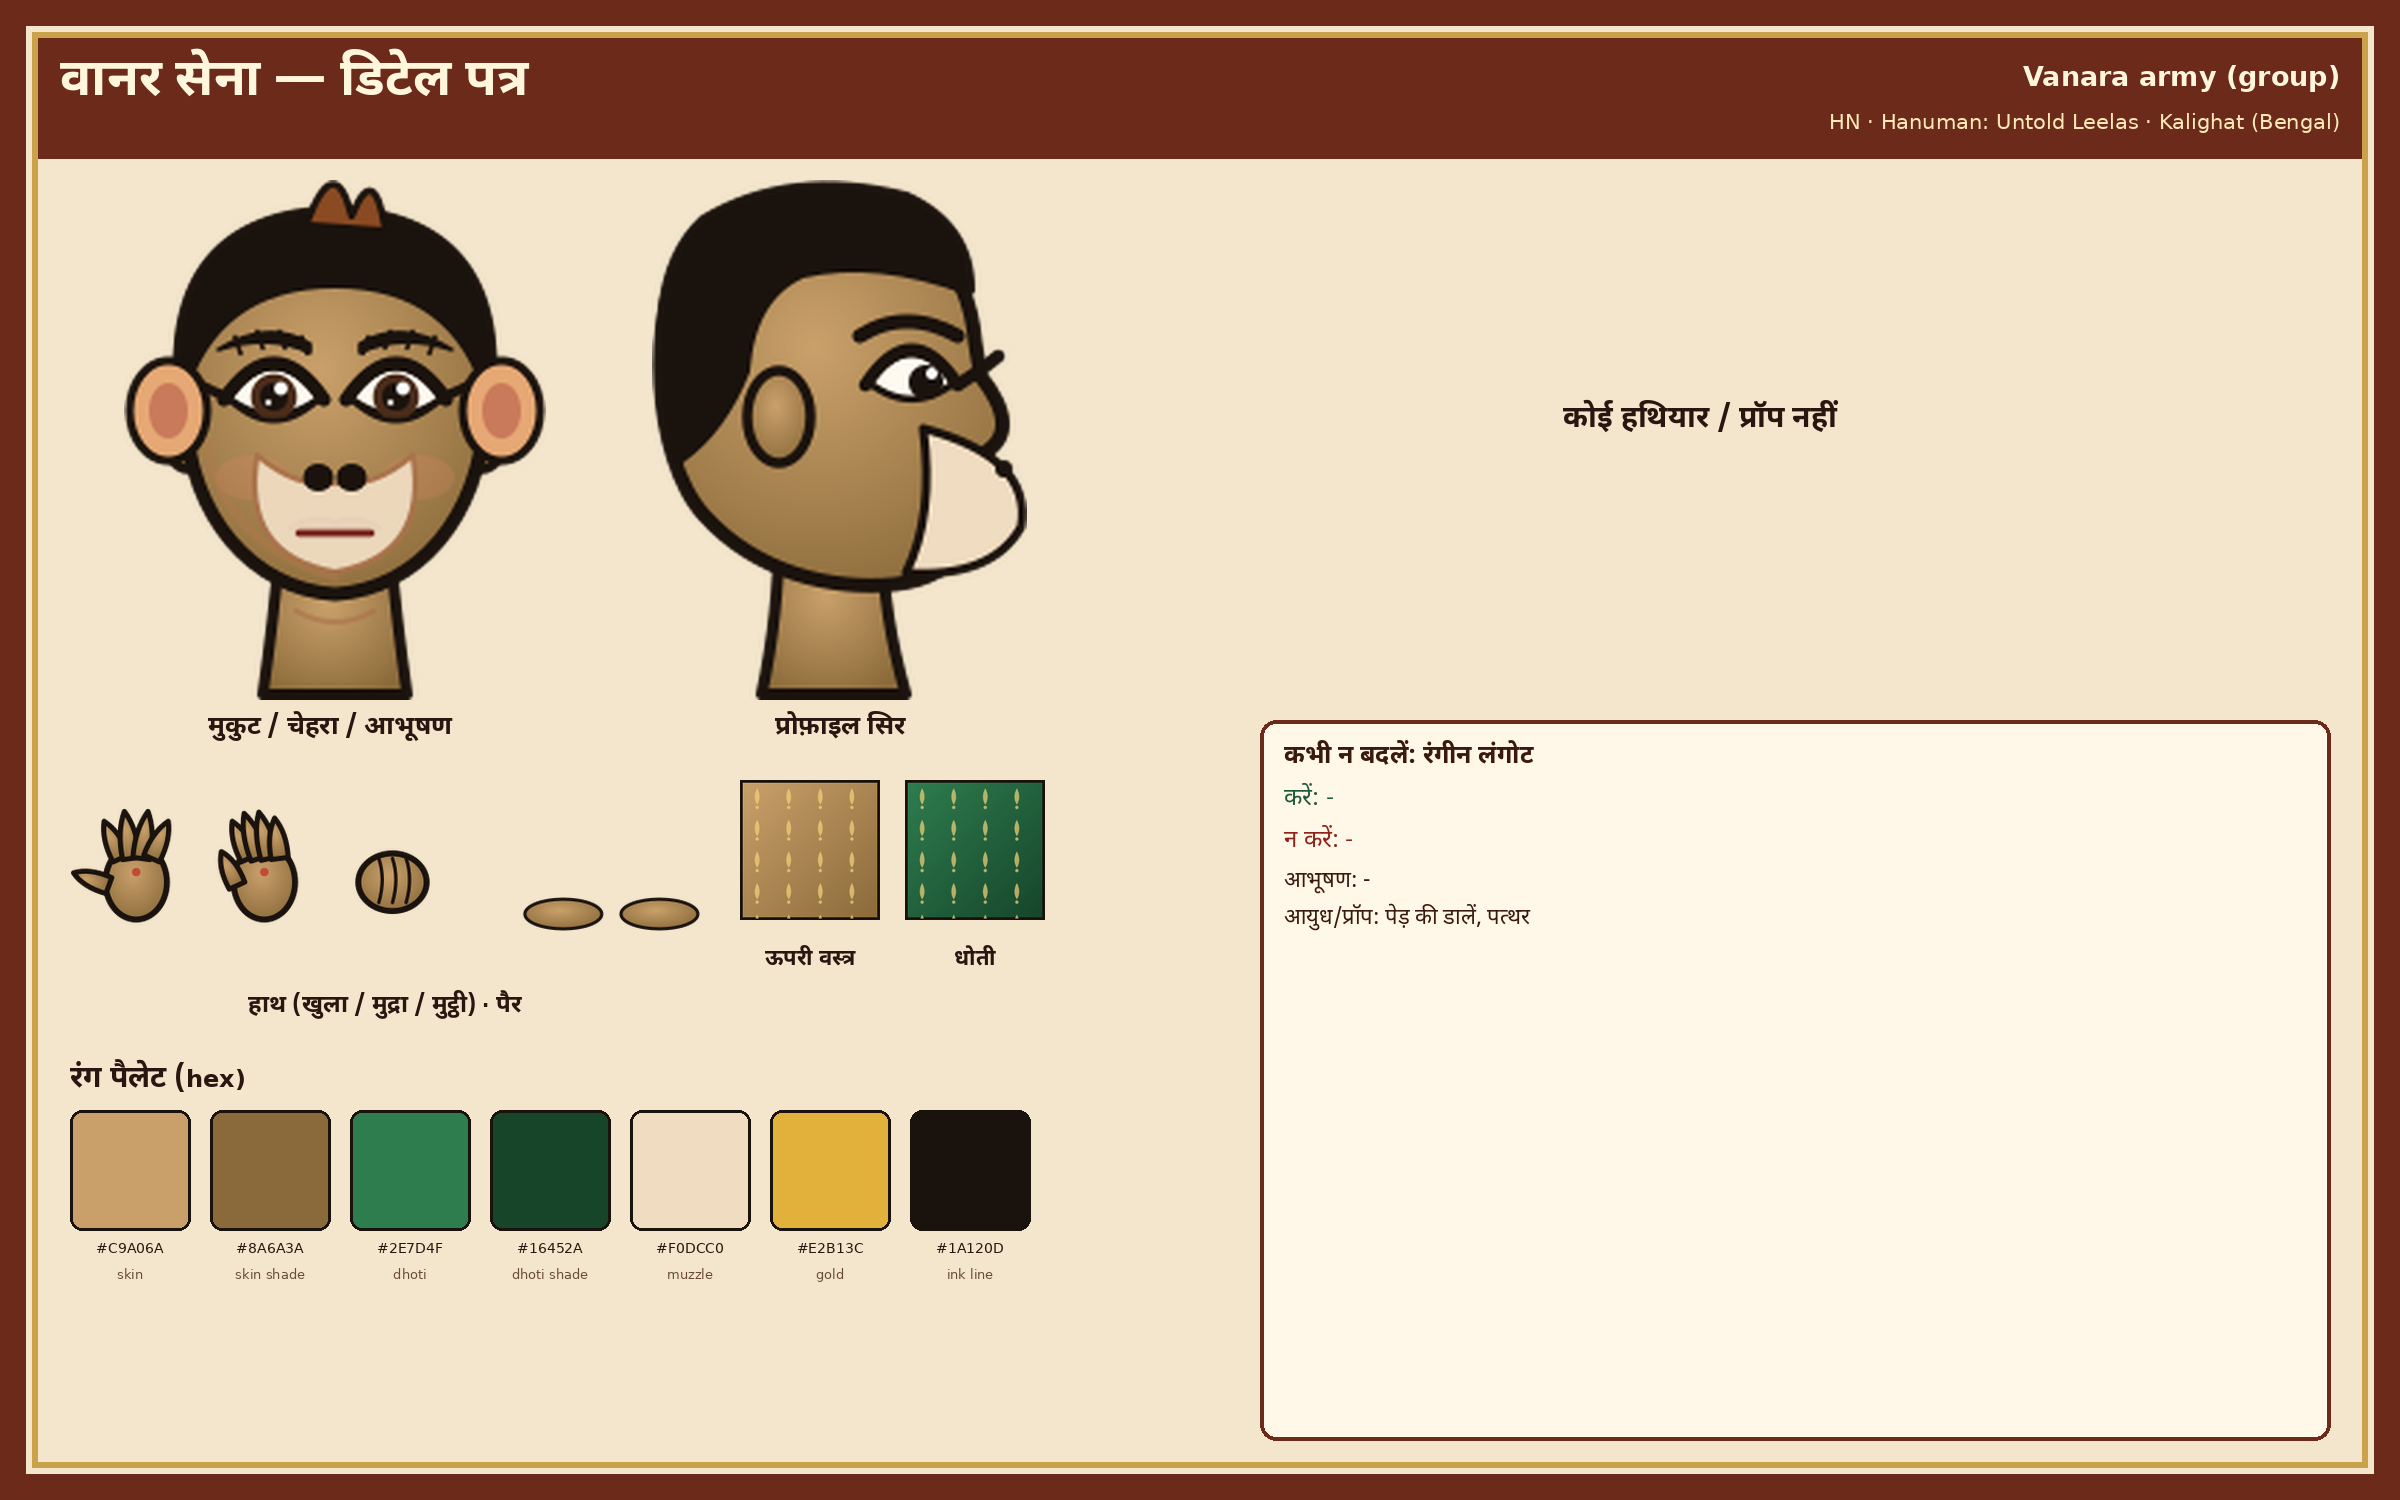 वानर सेना — डिटेल पत्र
Vanara army (group)
HN · Hanuman: Untold Leelas · Kalighat (Bengal)
कोई हथियार / प्रॉप नहीं
मुकुट / चेहरा / आभूषण
प्रोफ़ाइल सिर
ऊपरी वस्त्र
धोती
हाथ (खुला / मुद्रा / मुट्ठी) · पैर
कभी न बदलें: रंगीन लंगोट
करें: -
न करें: -
आभूषण: -
आयुध/प्रॉप: पेड़ की डालें, पत्थर
रंग पैलेट (hex)
#C9A06A
#8A6A3A
#2E7D4F
#16452A
#F0DCC0
#E2B13C
#1A120D
skin
skin shade
dhoti
dhoti shade
muzzle
gold
ink line